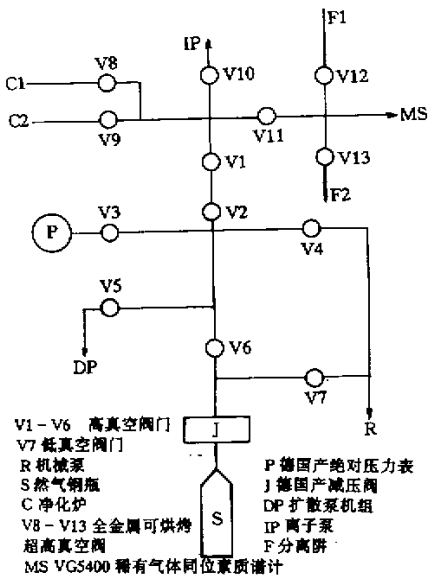 F1
IP
V8
C1
V10
V12
C2
V9
V11
MS
V1
V13
F2
V2
P
V3
V4
V5
DP
V6
V7
R
J
S
V1－V6 高真空阀门
V7 低真空阀门
R 机械泵
S 然气钢瓶
C 净化炉
V8－V13 全金属可烘烤
超高真空阀
MS VG5400 稀有气体同位素质谱计
P 德国产绝对压力表
J 德国产减压阀
DP 扩散泵机组
IP 离子泵
F 分离阱